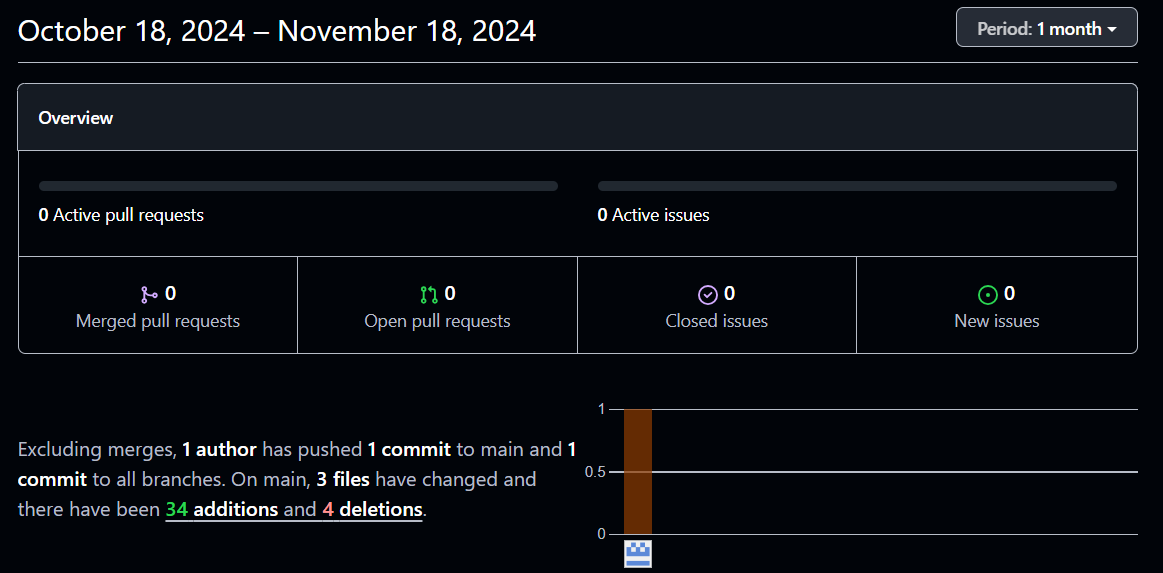 October 18, 2024 – November 18, 2024
Period: 1 month
Overview
0 Active pull requests
0 Active issues
0
Merged pull requests
0
Open pull requests
0
Closed issues
0
New issues
Excluding merges, 1 author has pushed 1 commit to main and 1
commit to all branches. On main, 3 files have changed and
there have been 34 additions and 4 deletions.
1
0.5
0